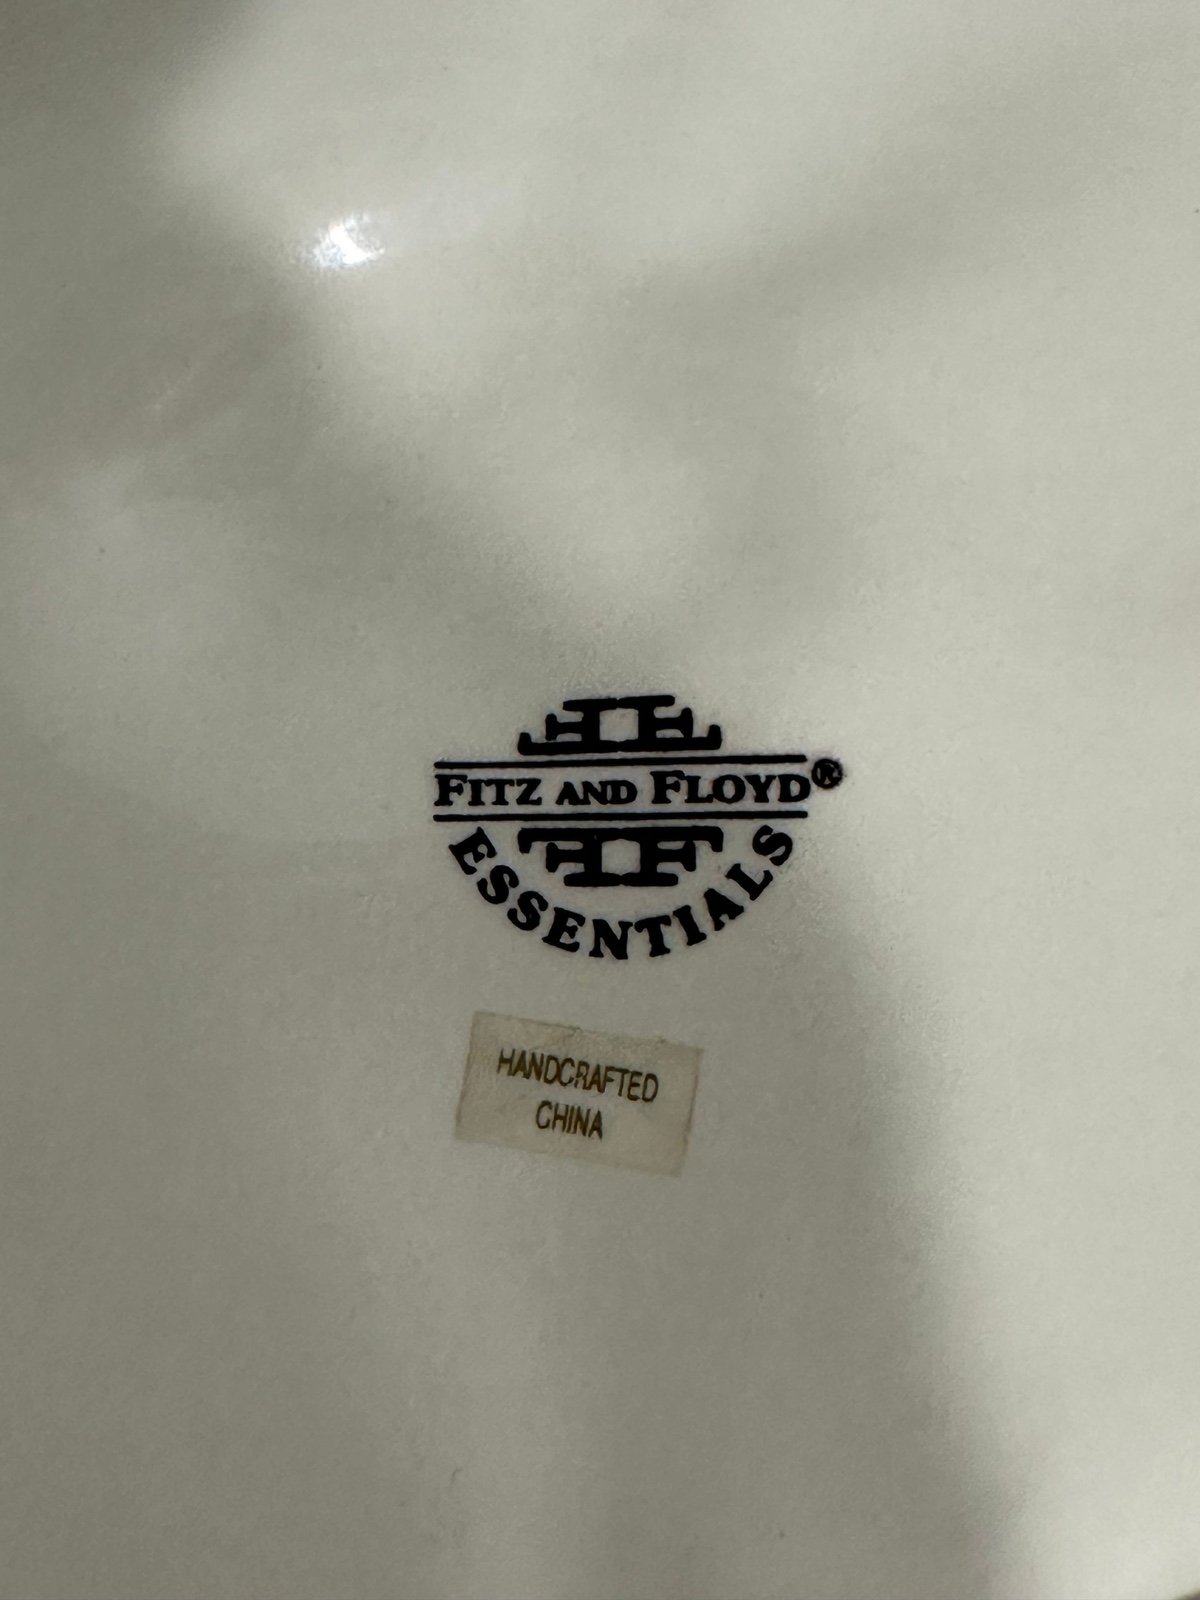 FITZ AND FLOYD®
ESSENTIALS
HANDCRAFTED
CHINA